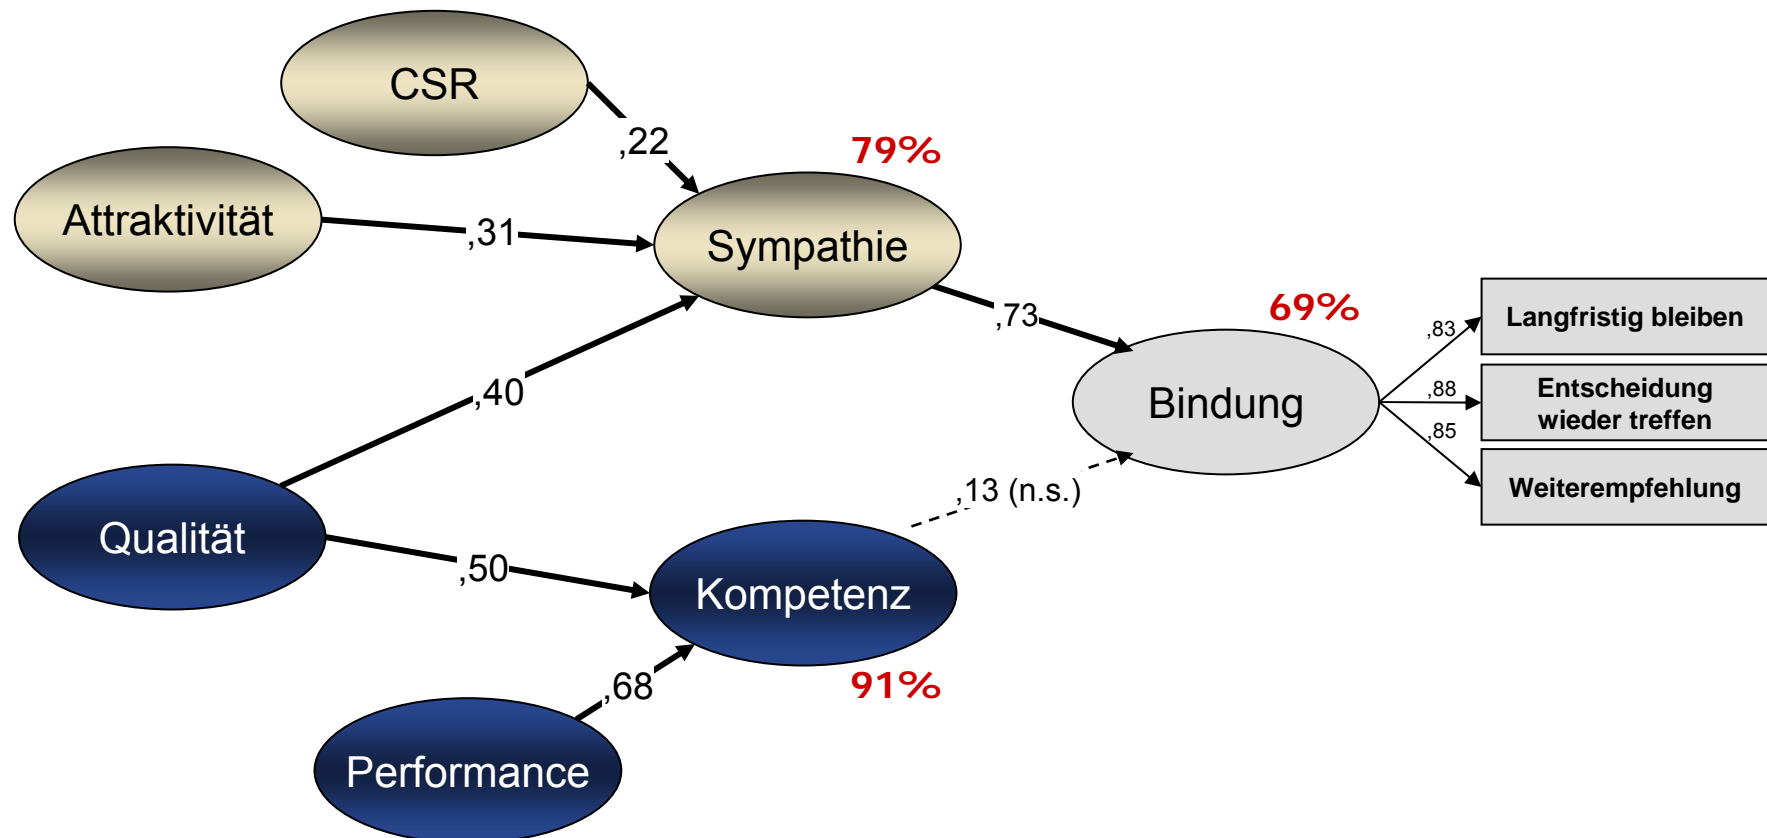 CSR
,22
79%
Attraktivität
,31
Sympathie
,73
69%
,83
Langfristig bleiben
,40
Bindung
,88
Entscheidung
wieder treffen
,85
Weiterempfehlung
,13 (n.s.)
Qualität
,50
Kompetenz
,68
91%
Performance